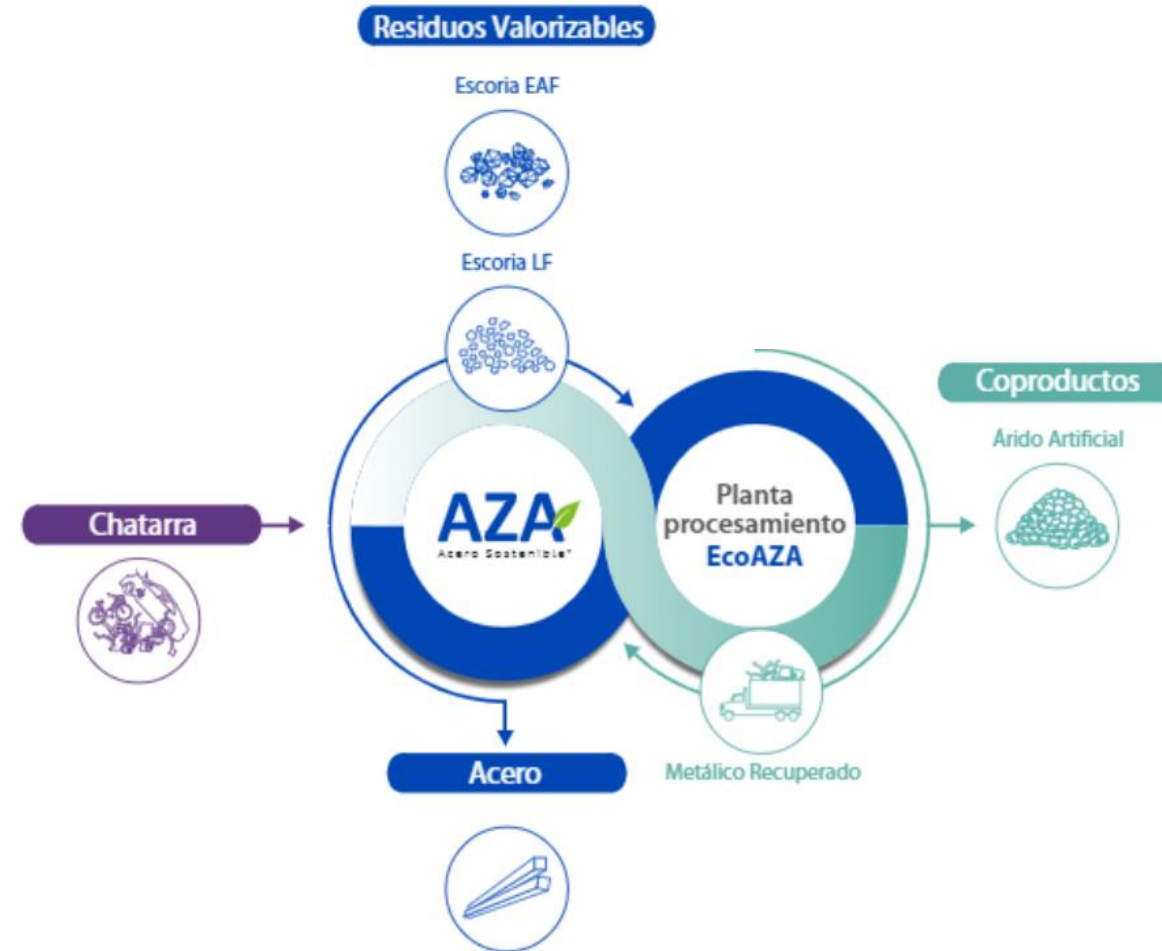 Residuos Valorizables
Escoria EAF
Escoria LF
Coproductos
Árido Artificial
Chatarra
AZA
Acero Sostenible®
Planta
procesamiento
EcoAZA
Acero
Metálico Recuperado